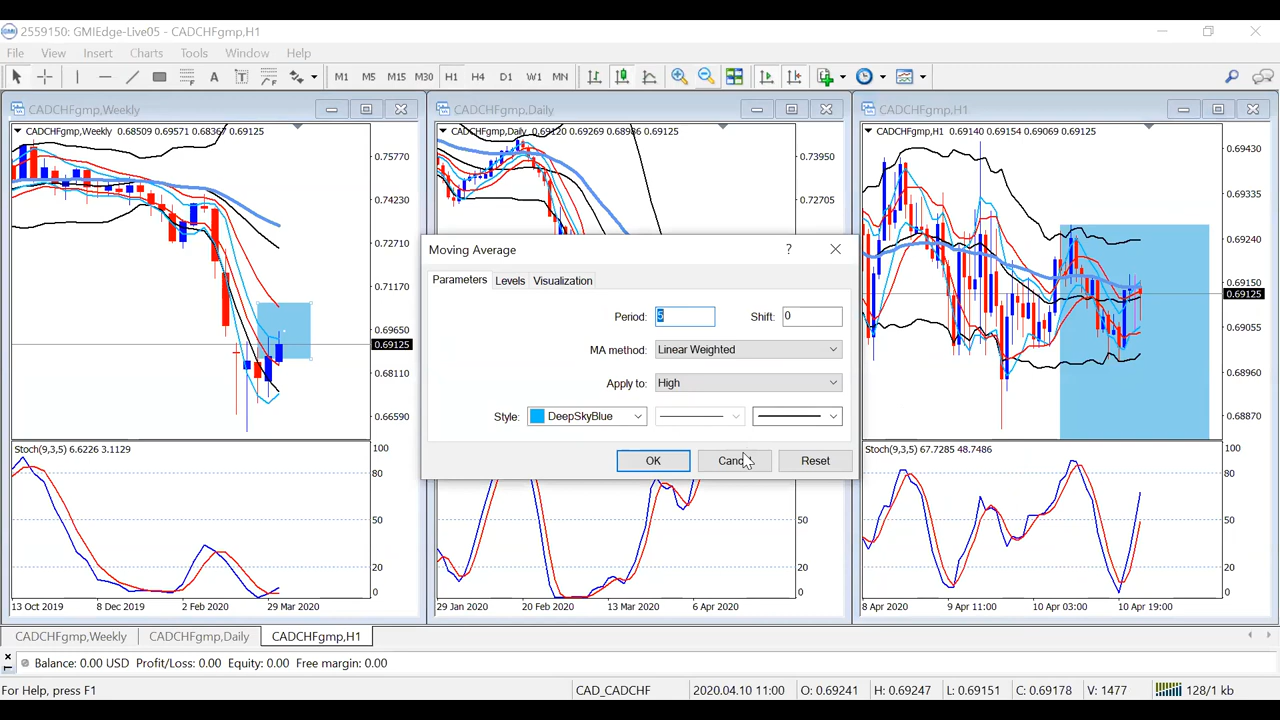 2559150: GMIEdge-Live05 - CADCHFgmp,H1
File View Insert Charts Tools Window Help
A T M1 M5 M15 M30 H1 H4 D1 W1 MN
CADCHFgmp,Weekly
CADCHFgmp,Weekly
0.69571
0.69125
0.75770
0.74230
0.72710
0.71170
0.69650
0.69125
0.68110
0.66590
Stoch(9,3,5) 6.6226 3.1129
100
80
50
20
0
13 Oct 2019 8 Dec 2019 2 Feb 2020 29 Mar 2020
CADCHFgmp,Daily
CADCHFgmp,Daily
0.69269
0.69125
0.73950
0.72705
80
50
20
0
29 Jan 2020 20 Feb 2020 13 Mar 2020 6 Apr 2020
CADCHFgmp,H1
CADCHFgmp,H1 0.69140 0.69154 0.69069 0.69125
0.69430
0.69335
0.69240
0.69150
0.69125
0.69055
0.68960
0.68870
Stoch(9,3,5) 67.7285 48.7486
100
80
50
20
0
8 Apr 2020 9 Apr 11:00 10 Apr 03:00 10 Apr 19:00
Moving Average
?
Parameters Levels Visualization
Period: 5 Shift: 0
MA method: Linear Weighted
Apply to: High
Style: DeepSkyBlue
OK Cancel Reset
CADCHFgmp,Weekly CADCHFgmp,Daily CADCHFgmp,H1
Balance: 0.00 USD Profit/Loss: 0.00 Equity: 0.00 Free margin: 0.00
For Help, press F1 CAD_CADCHF 2020.04.10 11:00 O: 0.69241 H: 0.69247 L: 0.69151 C: 0.69178 V: 1477 128/1 kb